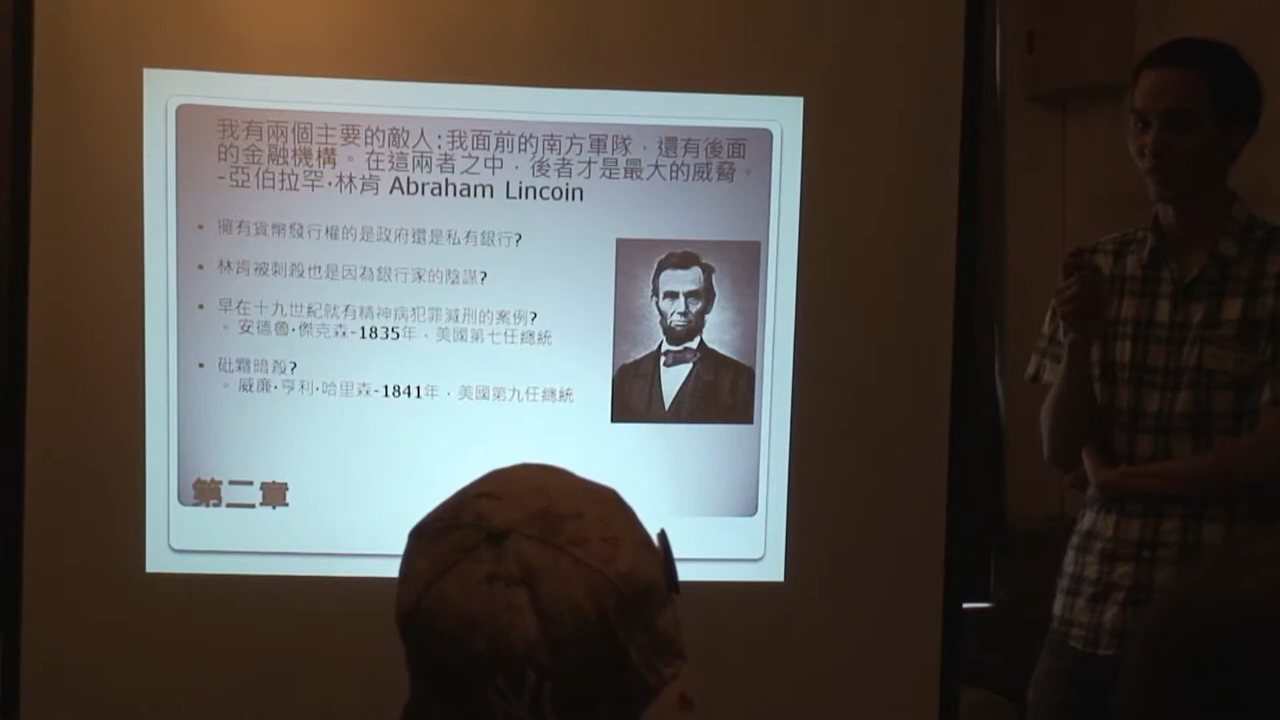 我有兩個主要的敵人:我面前的南方軍隊，還有後面
的金融機構。在這兩者之中，後者才是最大的威脅。
-亞伯拉罕·林肯 Abraham Lincoin
• 擁有貨幣發行權的是政府還是私有銀行?
• 林肯被刺殺也是因為銀行家的陰謀?
• 早在十九世紀就有精神病犯罪減刑的案例?
◦ 安德魯·傑克森-1835年，美國第七任總統
• 砒霜暗殺?
◦ 威廉·亨利·哈里森-1841年，美國第九任總統
第二章